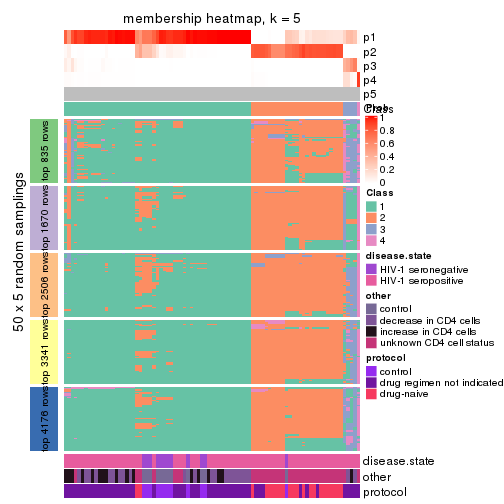 membership heatmap, k = 5
p1
p2
p3
p4
p5
Class
Prob
1
0.8
0.6
0.4
0.2
0
Class
1
2
3
4
disease.state
HIV-1 seronegative
HIV-1 seropositive
other
control
decrease in CD4 cells
increase in CD4 cells
unknown CD4 cell status
protocol
control
drug regimen not indicated
drug-naive
50 x 5 random samplings
top 835 rows
top 1670 rows
top 2506 rows
top 3341 rows
top 4176 rows
disease.state
other
protocol